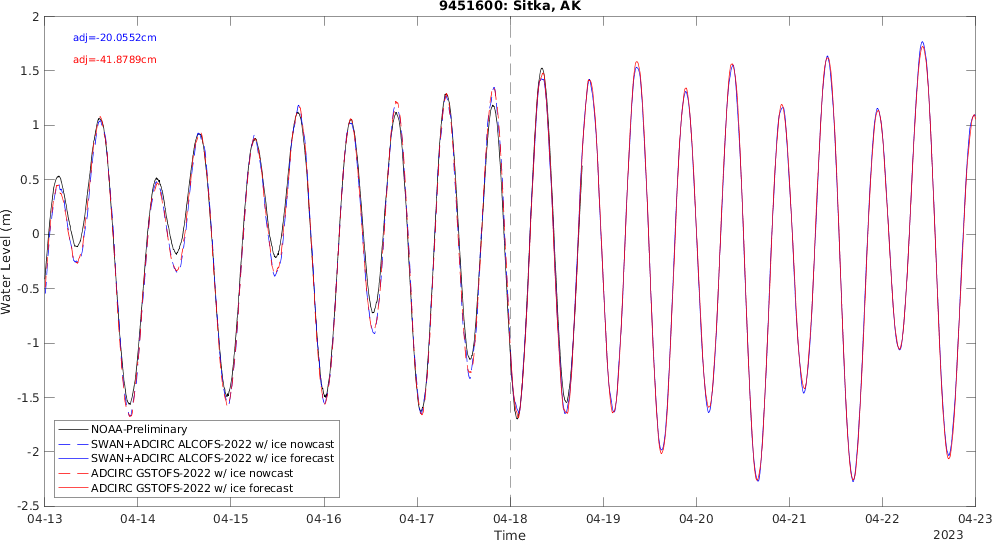 9451600: Sitka, AK
adj=-20.0552cm
adj=-41.8789cm
Water Level (m)
2
1.5
1
0.5
0
-0.5
-1
-1.5
-2
-2.5
NOAA-Preliminary
SWAN+ADCIRC ALCOFS-2022 w/ ice nowcast
SWAN+ADCIRC ALCOFS-2022 w/ ice forecast
ADCIRC GSTOFS-2022 w/ ice nowcast
ADCIRC GSTOFS-2022 w/ ice forecast
04-13 04-14 04-15 04-16 04-17 04-18 04-19 04-20 04-21 04-22 04-23
Time
2023